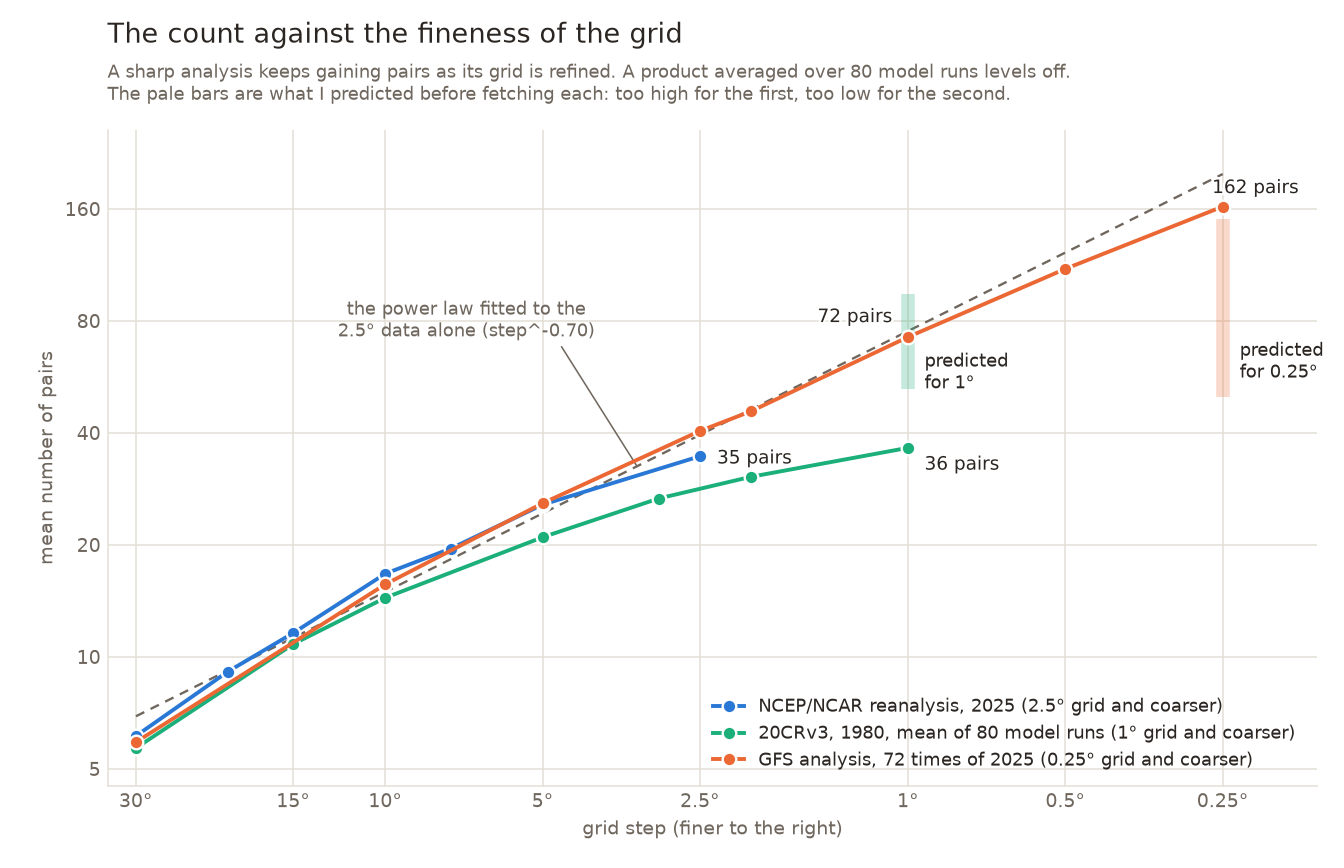 The count against the fineness of the grid
A sharp analysis keeps gaining pairs as its grid is refined. A product averaged over 80 model runs levels off.
The pale bars are what I predicted before fetching each: too high for the first, too low for the second.
mean number of pairs
160
80
40
20
10
5
162 pairs
the power law fitted to the
2.5° data alone (step^-0.70)
72 pairs
predicted
for 1°
predicted
for 0.25°
35 pairs
36 pairs
NCEP/NCAR reanalysis, 2025 (2.5° grid and coarser)
20CRv3, 1980, mean of 80 model runs (1° grid and coarser)
GFS analysis, 72 times of 2025 (0.25° grid and coarser)
30° 15° 10° 5° 2.5° 1° 0.5° 0.25°
grid step (finer to the right)